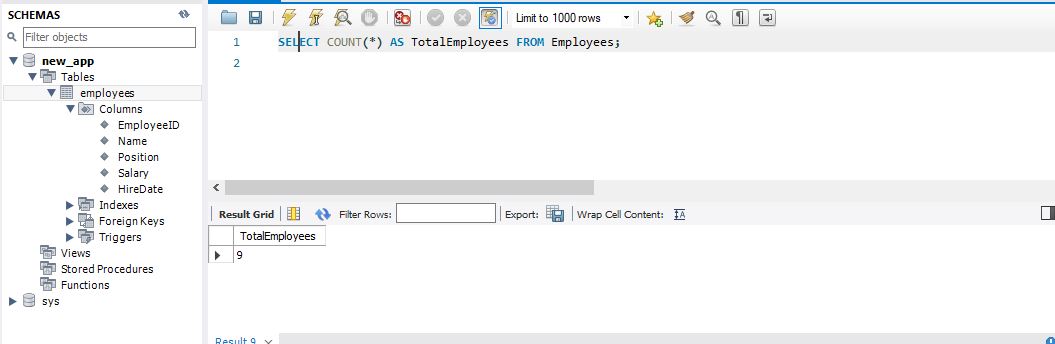 SCHEMAS
Filter objects
new_app
Tables
employees
Columns
EmployeeID
Name
Position
Salary
HireDate
Indexes
Foreign Keys
Triggers
Views
Stored Procedures
Functions
sys
Limit to 1000 rows
1 SELECT COUNT(*) AS TotalEmployees FROM Employees;
2
Result Grid Filter Rows: Export: Wrap Cell Content:
TotalEmployees
9
Result 9